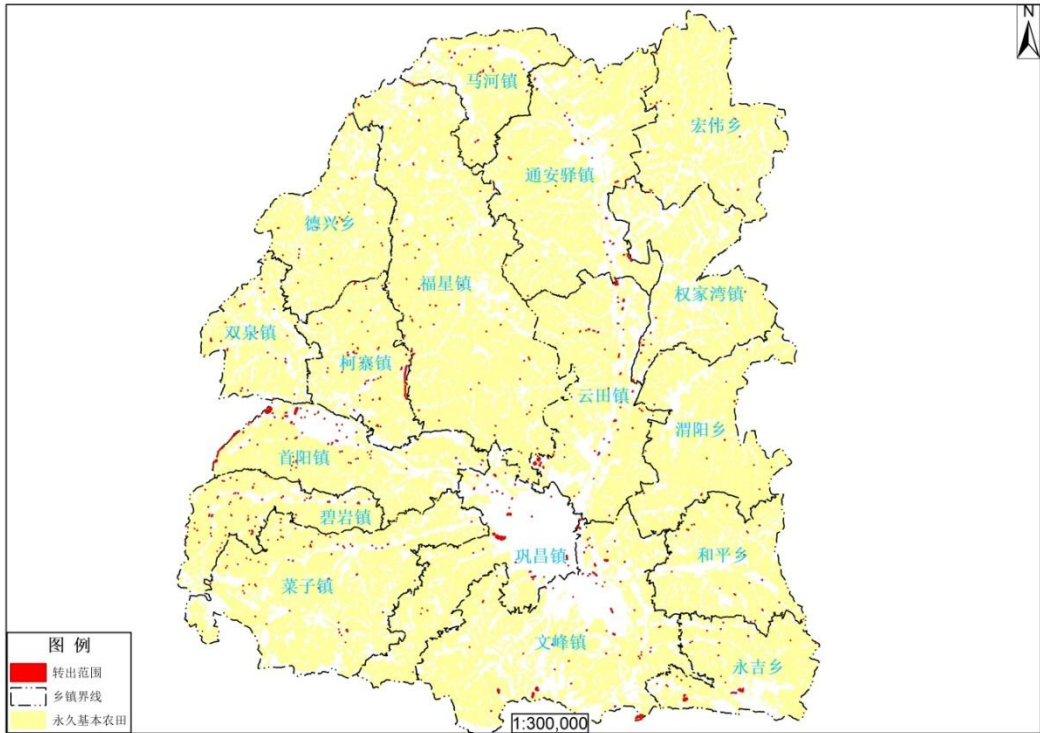 N
马河镇
宏伟乡
通安驿镇
德兴乡
福星镇
权家湾镇
双泉镇
柯寨镇
云田镇
渭阳乡
首阳镇
碧岩镇
巩昌镇
和平乡
菜子镇
文峰镇
永吉乡
图 例
转出范围
乡镇界线
永久基本农田
1:300,000